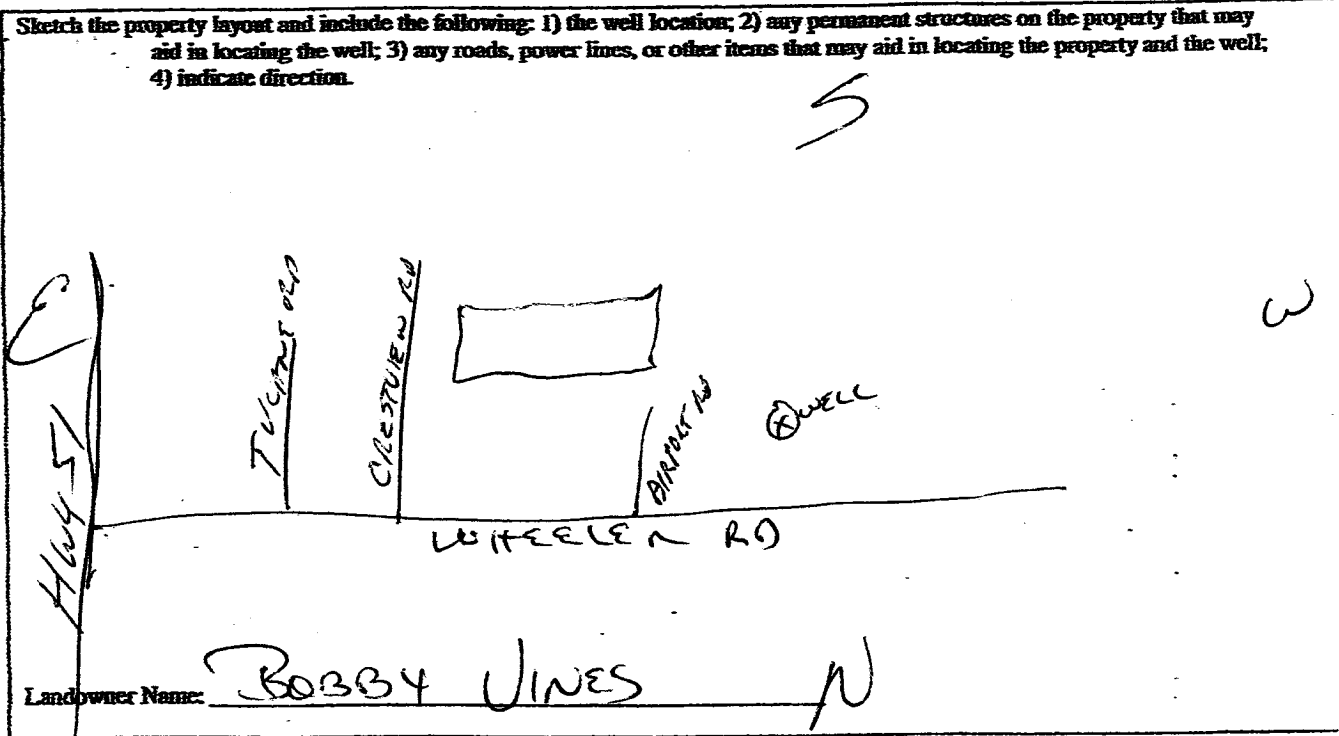 Sketch the property layout and include the following: 1) the well location; 2) any permanent structures on the property that may
aid in locating the well; 3) any roads, power lines, or other items that may aid in locating the property and the well;
4) indicate direction.
S
E
W
CRESTVIEW RD
WELL
AIRPORT RD
HWY 51
WHEELER RD
Landowner Name: BOBBY VINES
N